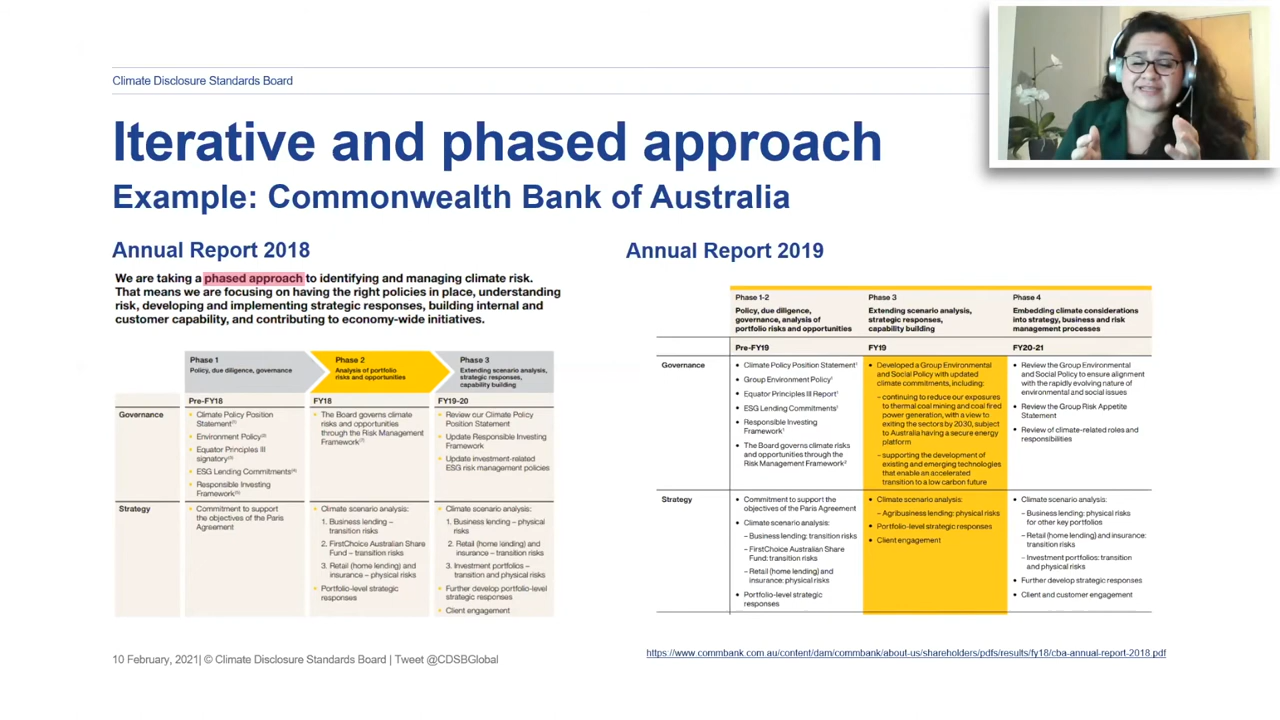 Climate Disclosure Standards Board
Iterative and phased approach
Example: Commonwealth Bank of Australia
Annual Report 2018
We are taking a phased approach to identifying and managing climate risk.
That means we are focusing on having the right policies in place, understanding
risk, developing and implementing strategic responses, building internal and
customer capability, and contributing to economy-wide initiatives.
Phase 1
Policy, due diligence, governance
Phase 2
Analysis of portfolio
risks and opportunities
Phase 3
Extending scenario analysis,
strategic responses,
capability building
Pre-FY18
FY18
FY19-20
Governance
• Climate Policy Position
Statement(1)
• Environment Policy(2)
• Equator Principles III
signatory(3)
• ESG Lending Commitments(4)
• Responsible Investing
Framework(5)
• The Board governs climate
risks and opportunities
through the Risk Management
Framework(7)
• Review our Climate Policy
Position Statement
• Update Responsible Investing
Framework
• Update investment-related
ESG risk management policies
Strategy
• Commitment to support
the objectives of the Paris
Agreement
• Climate scenario analysis:
1. Business lending –
transition risks
2. FirstChoice Australian Share
Fund – transition risks
3. Retail (home lending) and
insurance – physical risks
• Portfolio-level strategic
responses
• Climate scenario analysis:
1. Business lending – physical
risks
2. Retail (home lending) and
insurance – transition risks
3. Investment portfolios –
transition and physical risks
• Further develop portfolio-level
strategic responses
• Client engagement
Annual Report 2019
Phase 1-2
Policy, due diligence,
governance, analysis of
portfolio risks and opportunities
Phase 3
Extending scenario analysis,
strategic responses,
capability building
Phase 4
Embedding climate considerations
into strategy, business and risk
management processes
Pre-FY19
FY19
FY20-21
Governance
• Climate Policy Position Statement1
• Group Environment Policy1
• Equator Principles III Report1
• ESG Lending Commitments1
• Responsible Investing
Framework1
• The Board governs climate risks
and opportunities through the
Risk Management Framework2
• Developed a Group Environmental
and Social Policy with updated
climate commitments, including:
– continuing to reduce our exposures
to thermal coal mining and coal fired
power generation, with a view to
exiting the sectors by 2030, subject
to Australia having a secure energy
platform
– supporting the development of
existing and emerging technologies
that enable an accelerated
transition to a low carbon future
• Review the Group Environmental
and Social Policy to ensure alignment
with the rapidly evolving nature of
environmental and social issues
• Review the Group Risk Appetite
Statement
• Review of climate-related roles and
responsibilities
Strategy
• Commitment to support the
objectives of the Paris Agreement
• Climate scenario analysis:
– Business lending: transition risks
– FirstChoice Australian Share
Fund: transition risks
– Retail (home lending) and
insurance: physical risks
• Portfolio-level strategic
responses
• Climate scenario analysis:
– Agribusiness lending: physical risks
• Portfolio-level strategic responses
• Client engagement
• Climate scenario analysis:
– Business lending: physical risks
for other key portfolios
– Retail (home lending) and insurance:
transition risks
– Investment portfolios: transition
and physical risks
• Further develop strategic responses
• Client and customer engagement
10 February, 2021| © Climate Disclosure Standards Board | Tweet @CDSBGlobal
https://www.commbank.com.au/content/dam/commbank/about-us/shareholders/pdfs/results/fy18/cba-annual-report-2018.pdf